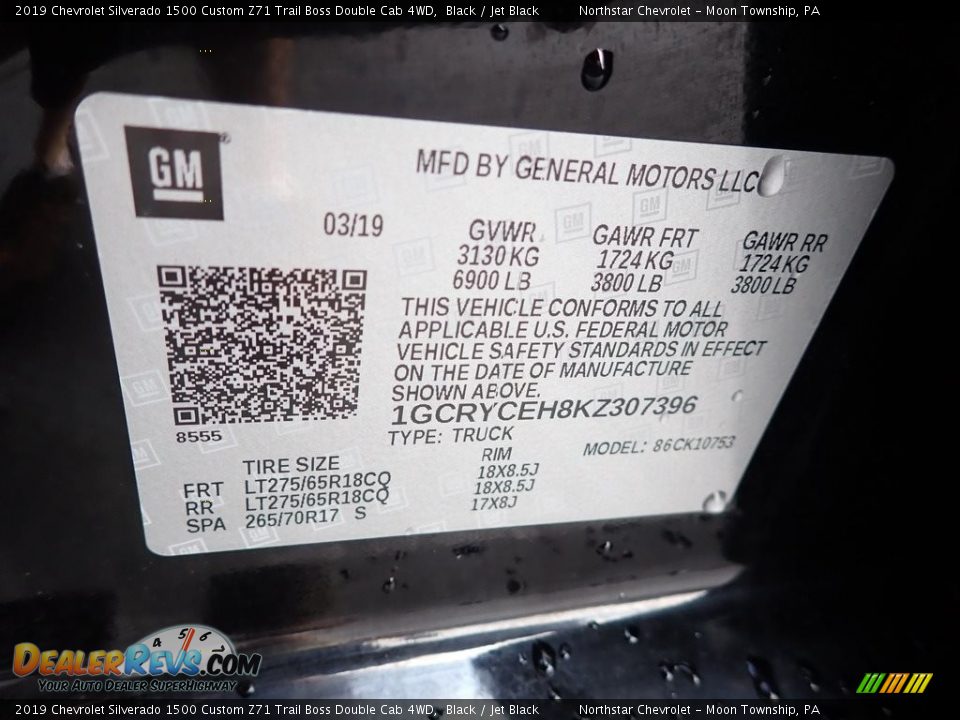 2019 Chevrolet Silverado 1500 Custom Z71 Trail Boss Double Cab 4WD, Black / Jet Black Northstar Chevrolet - Moon Township, PA
GM®
MFD BY GENERAL MOTORS LLC
03/19
GVWR GAWR FRT GAWR RR
3130 KG 1724 KG 1724 KG
6900 LB 3800 LB 3800 LB
THIS VEHICLE CONFORMS TO ALL
APPLICABLE U.S. FEDERAL MOTOR
VEHICLE SAFETY STANDARDS IN EFFECT
ON THE DATE OF MANUFACTURE
SHOWN ABOVE.
1GCRYCEH8KZ307396
8555
TYPE: TRUCK MODEL: 86CK10753
TIRE SIZE RIM
FRT LT275/65R18CQ 18X8.5J
RR LT275/65R18CQ 18X8.5J
SPA 265/70R17 S 17X8J
4 5 6
DealerRevs.com
Your Auto Dealer SuperHighway
2019 Chevrolet Silverado 1500 Custom Z71 Trail Boss Double Cab 4WD, Black / Jet Black Northstar Chevrolet - Moon Township, PA